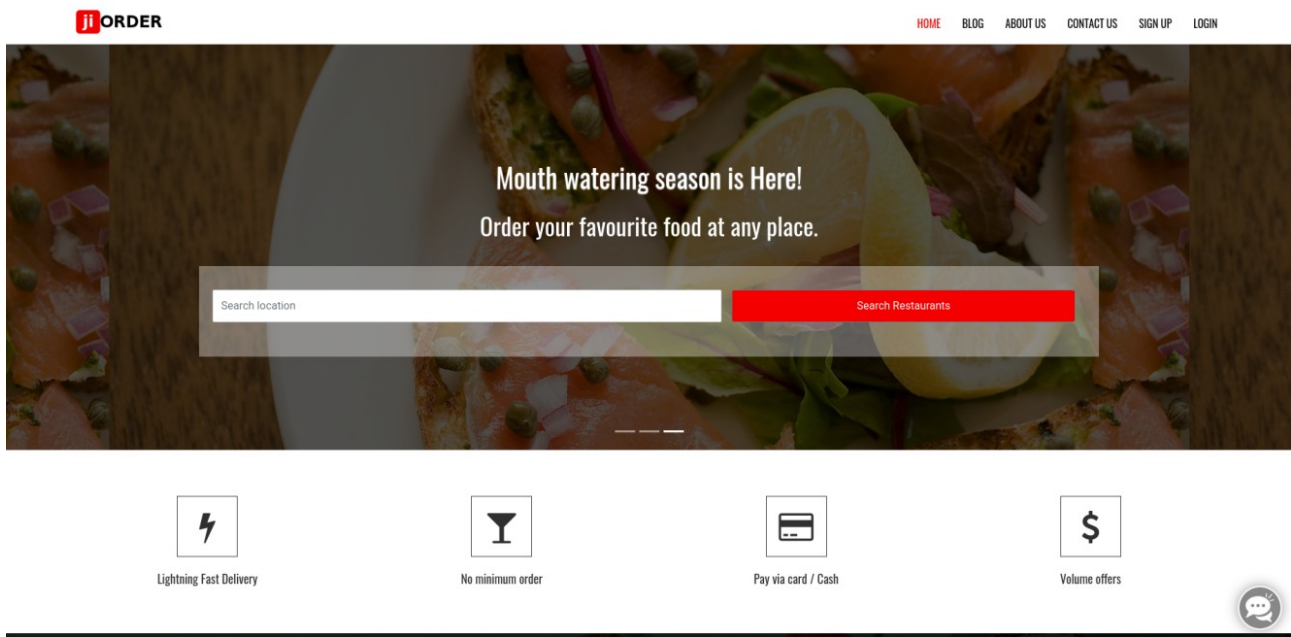 ji ORDER
HOME BLOG ABOUT US CONTACT US SIGN UP LOGIN
Mouth watering season is Here!
Order your favourite food at any place.
Search location
Search Restaurants
Lightning Fast Delivery
No minimum order
Pay via card / Cash
Volume offers